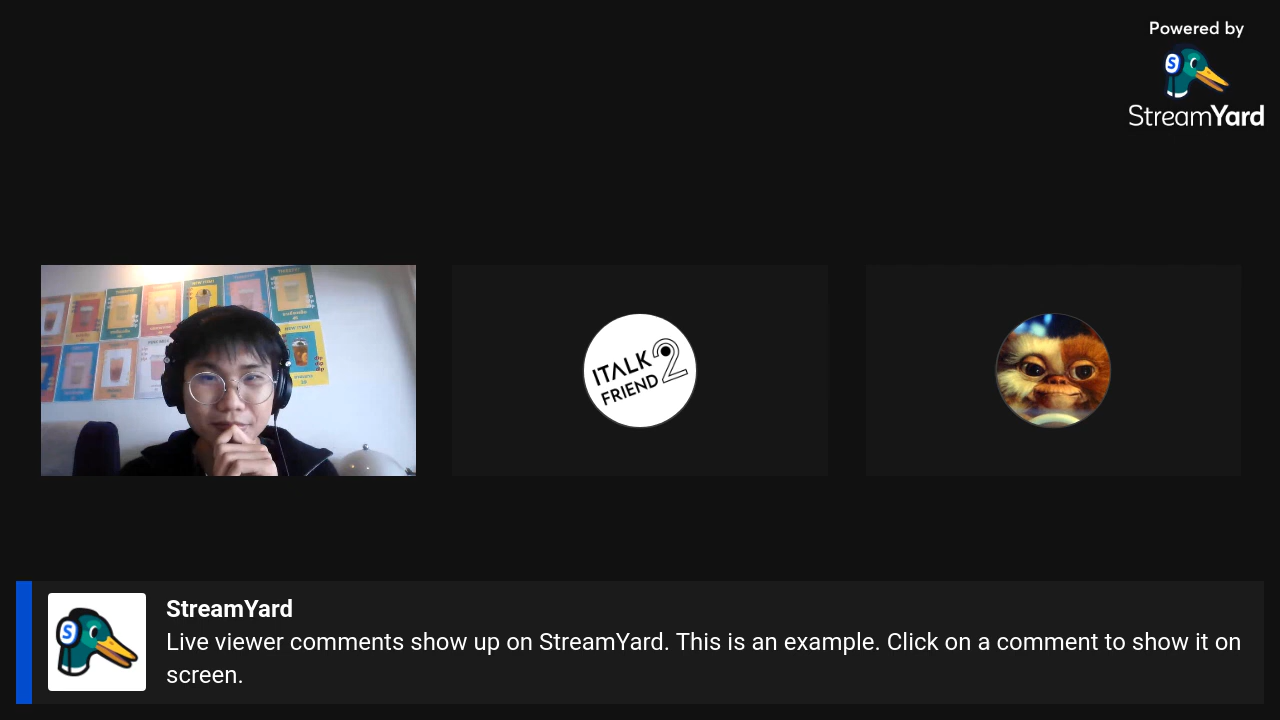 Powered by
StreamYard
ITALK
2
FRIEND
StreamYard
Live viewer comments show up on StreamYard. This is an example. Click on a comment to show it on
screen.